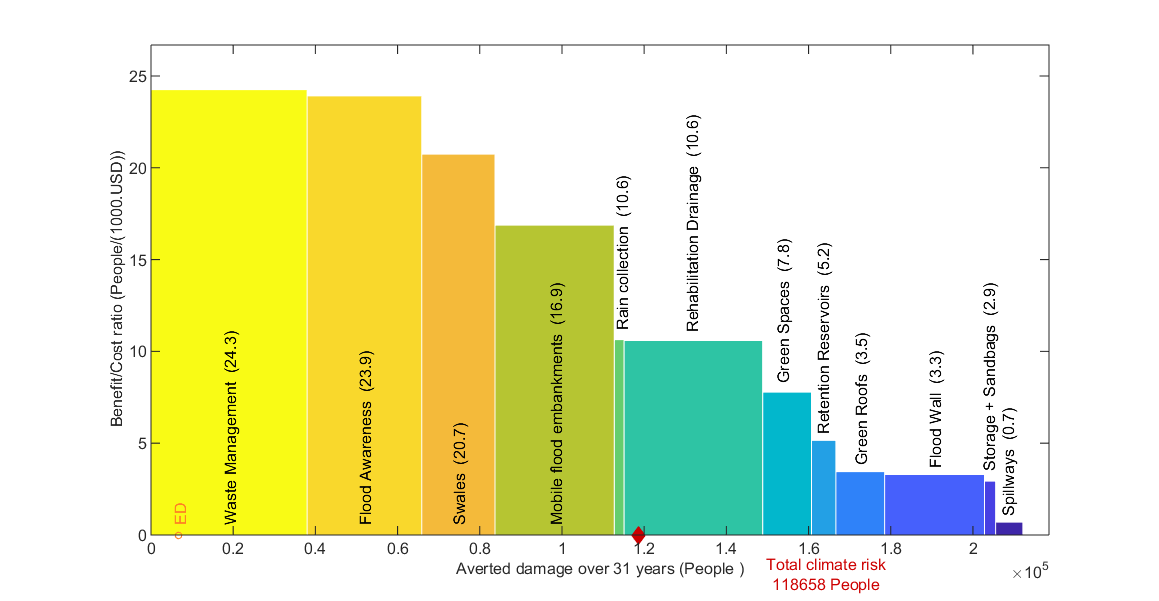 25
20
15
10
5
0
Benefit/Cost ratio (People/(1000.USD))
ED
Waste Management (24.3)
Flood Awareness (23.9)
Swales (20.7)
Mobile flood embankments (16.9)
Rain collection (10.6)
Rehabilitation Drainage (10.6)
Green Spaces (7.8)
Retention Reservoirs (5.2)
Green Roofs (3.5)
Flood Wall (3.3)
Storage + Sandbags (2.9)
Spillways (0.7)
0 0.2 0.4 0.6 0.8 1 1.2 1.4 1.6 1.8 2
×10⁵
Averted damage over 31 years (People )
Total climate risk
118658 People